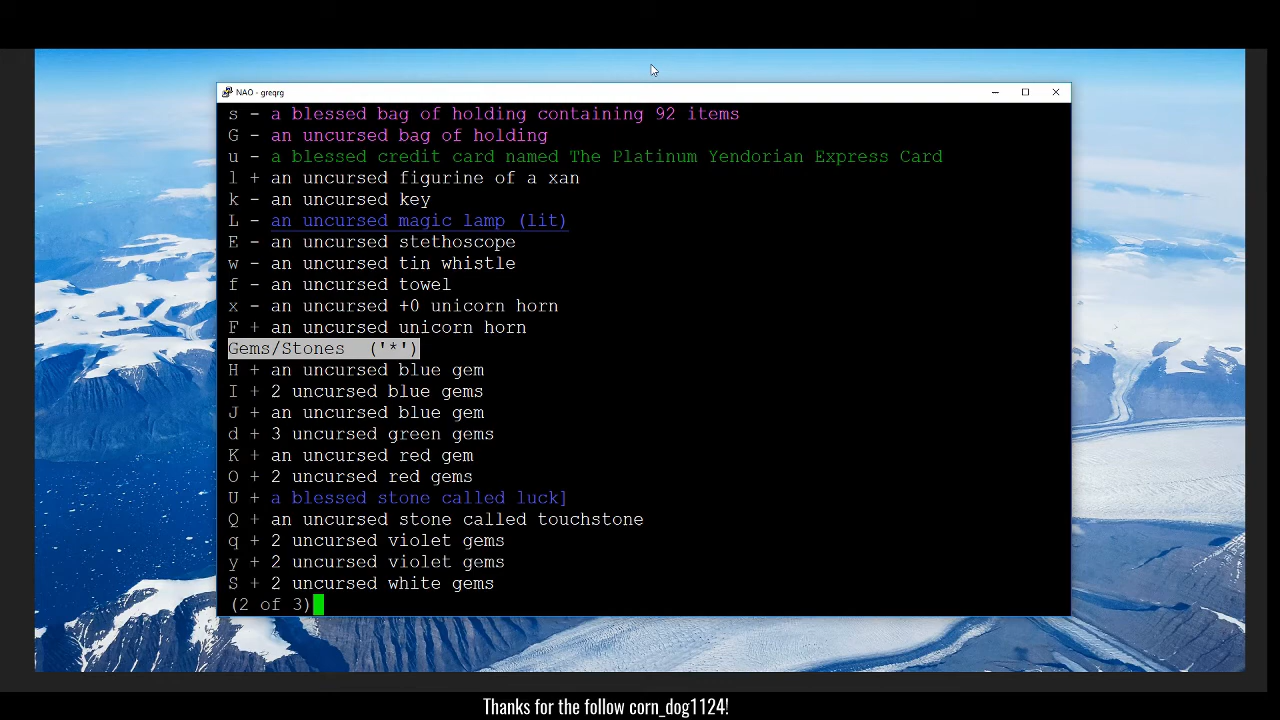 NAO - greqrg
s - a blessed bag of holding containing 92 items
G - an uncursed bag of holding
u - a blessed credit card named The Platinum Yendorian Express Card
l + an uncursed figurine of a xan
k - an uncursed key
L - an uncursed magic lamp (lit)
E - an uncursed stethoscope
w - an uncursed tin whistle
f - an uncursed towel
x - an uncursed +0 unicorn horn
F + an uncursed unicorn horn
Gems/Stones  ('*')
H + an uncursed blue gem
I + 2 uncursed blue gems
J + an uncursed blue gem
d + 3 uncursed green gems
K + an uncursed red gem
O + 2 uncursed red gems
U + a blessed stone called luck]
Q + an uncursed stone called touchstone
q + 2 uncursed violet gems
y + 2 uncursed violet gems
S + 2 uncursed white gems
(2 of 3)
Thanks for the follow corn_dog1124!